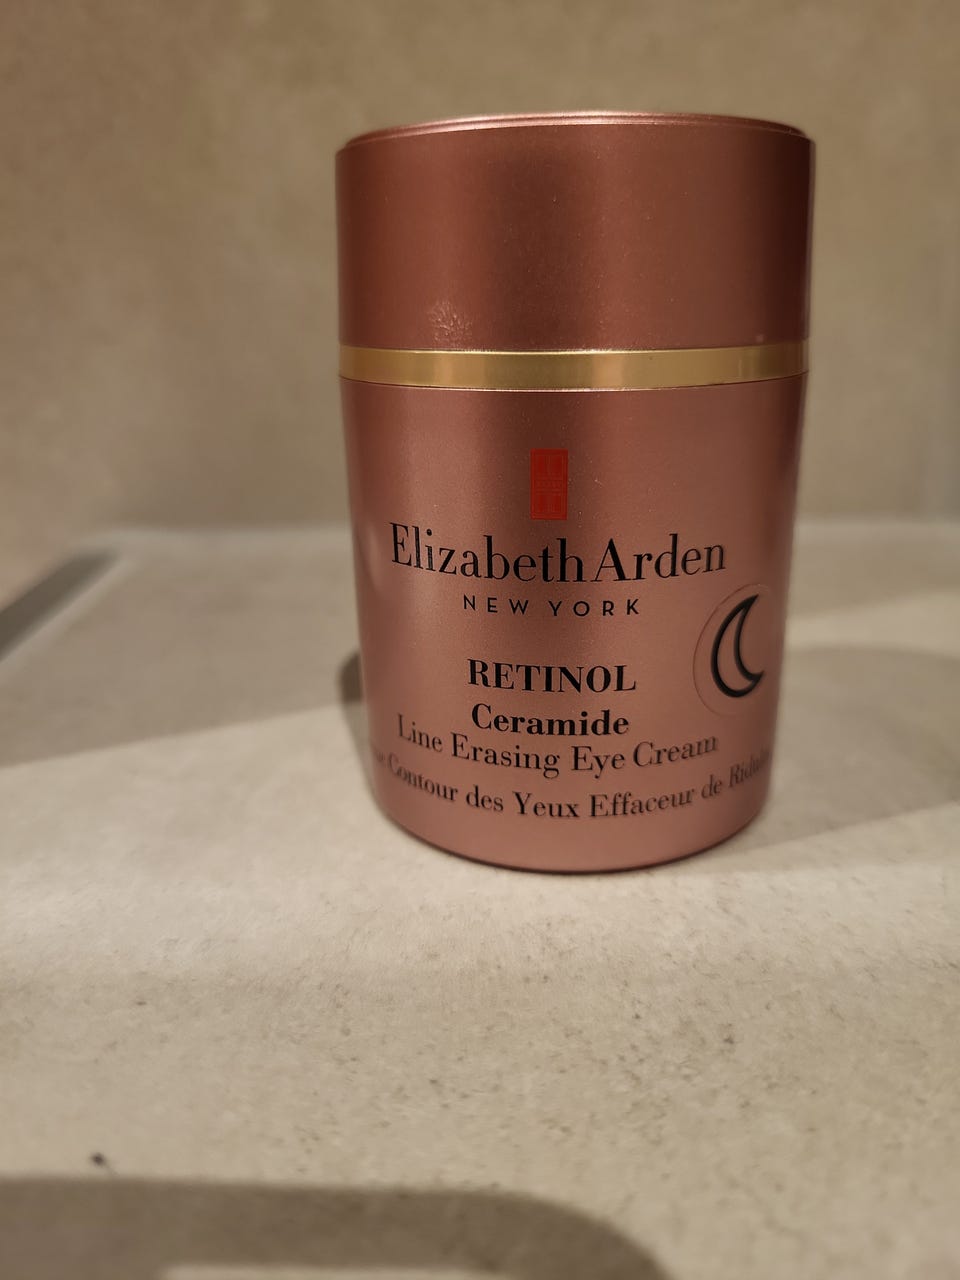 Elizabeth Arden
NEW YORK
RETINOL
Ceramide
Line Erasing Eye Cream
Contour des Yeux Effaceur de